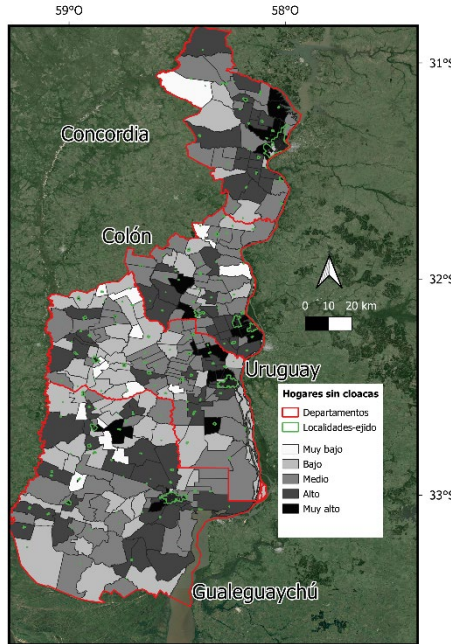 59°O
58°O
31°S
Concordia
Colón
32°S
0 10 20 km
Uruguay
Hogares sin cloacas
Departamentos
Localidades-ejido
Muy bajo
Bajo
Medio
Alto
Muy alto
33°S
Gualeguaychú